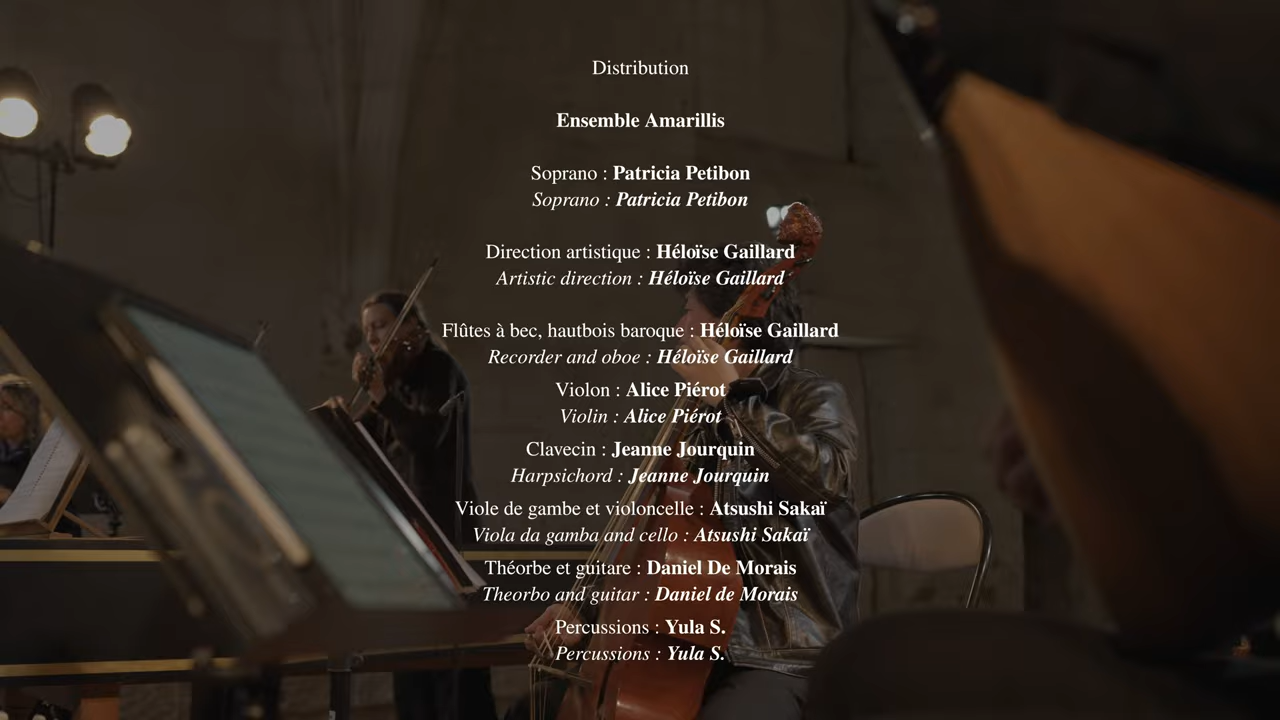 Distribution
Ensemble Amarillis
Soprano : Patricia Petibon
Soprano : Patricia Petibon
Direction artistique : Héloïse Gaillard
Artistic direction : Héloïse Gaillard
Flûtes à bec, hautbois baroque : Héloïse Gaillard
Recorder and oboe : Héloïse Gaillard
Violon : Alice Piérot
Violin : Alice Piérot
Clavecin : Jeanne Jourquin
Harpsichord : Jeanne Jourquin
Viole de gambe et violoncelle : Atsushi Sakaï
Viola da gamba and cello : Atsushi Sakaï
Théorbe et guitare : Daniel De Morais
Theorbo and guitar : Daniel de Morais
Percussions : Yula S.
Percussions : Yula S.